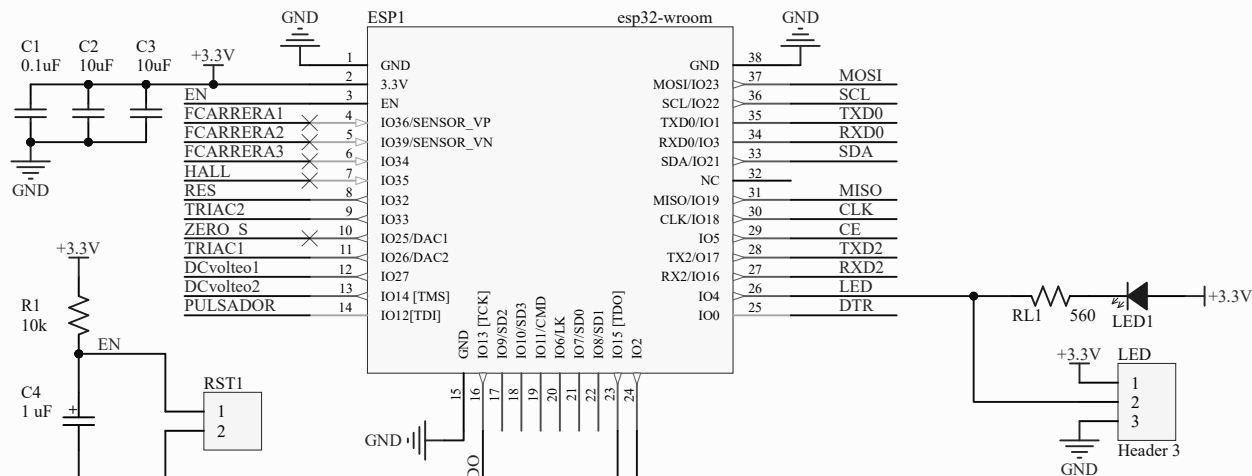 ESP1
esp32-wroom
GND
GND
C1
0.1uF
C2
10uF
C3
10uF
+3.3V
GND
1 GND
2 3.3V
EN 3 EN
FCARRERA1 4 IO36/SENSOR_VP
FCARRERA2 5 IO39/SENSOR_VN
FCARRERA3 6 IO34
HALL 7 IO35
RES 8 IO32
TRIAC2 9 IO33
ZERO_S 10 IO25/DAC1
TRIAC1 11 IO26/DAC2
DCvolteo1 12 IO27
DCvolteo2 13 IO14 [TMS]
PULSADOR 14 IO12[TDI]
GND 38
MOSI/IO23 37 MOSI
SCL/IO22 36 SCL
TXD0/IO1 35 TXD0
RXD0/IO3 34 RXD0
SDA/IO21 33 SDA
NC 32
MISO/IO19 31 MISO
CLK/IO18 30 CLK
IO5 29 CE
TX2/IO17 28 TXD2
RX2/IO16 27 RXD2
IO4 26 LED
IO0 25 DTR
GND 15
IO13 [TCK] 16
IO9/SD2 17
IO10/SD3 18
IO11/CMD 19
IO6/LK 20
IO7/SD0 21
IO8/SD1 22
IO15 [TDO] 23
IO2 24
GND
DO
+3.3V
R1
10k
EN
C4
1 uF
+
RST1
1
2
RL1
560
LED1
+3.3V
+3.3V
LED
1
2
3
Header 3
GND